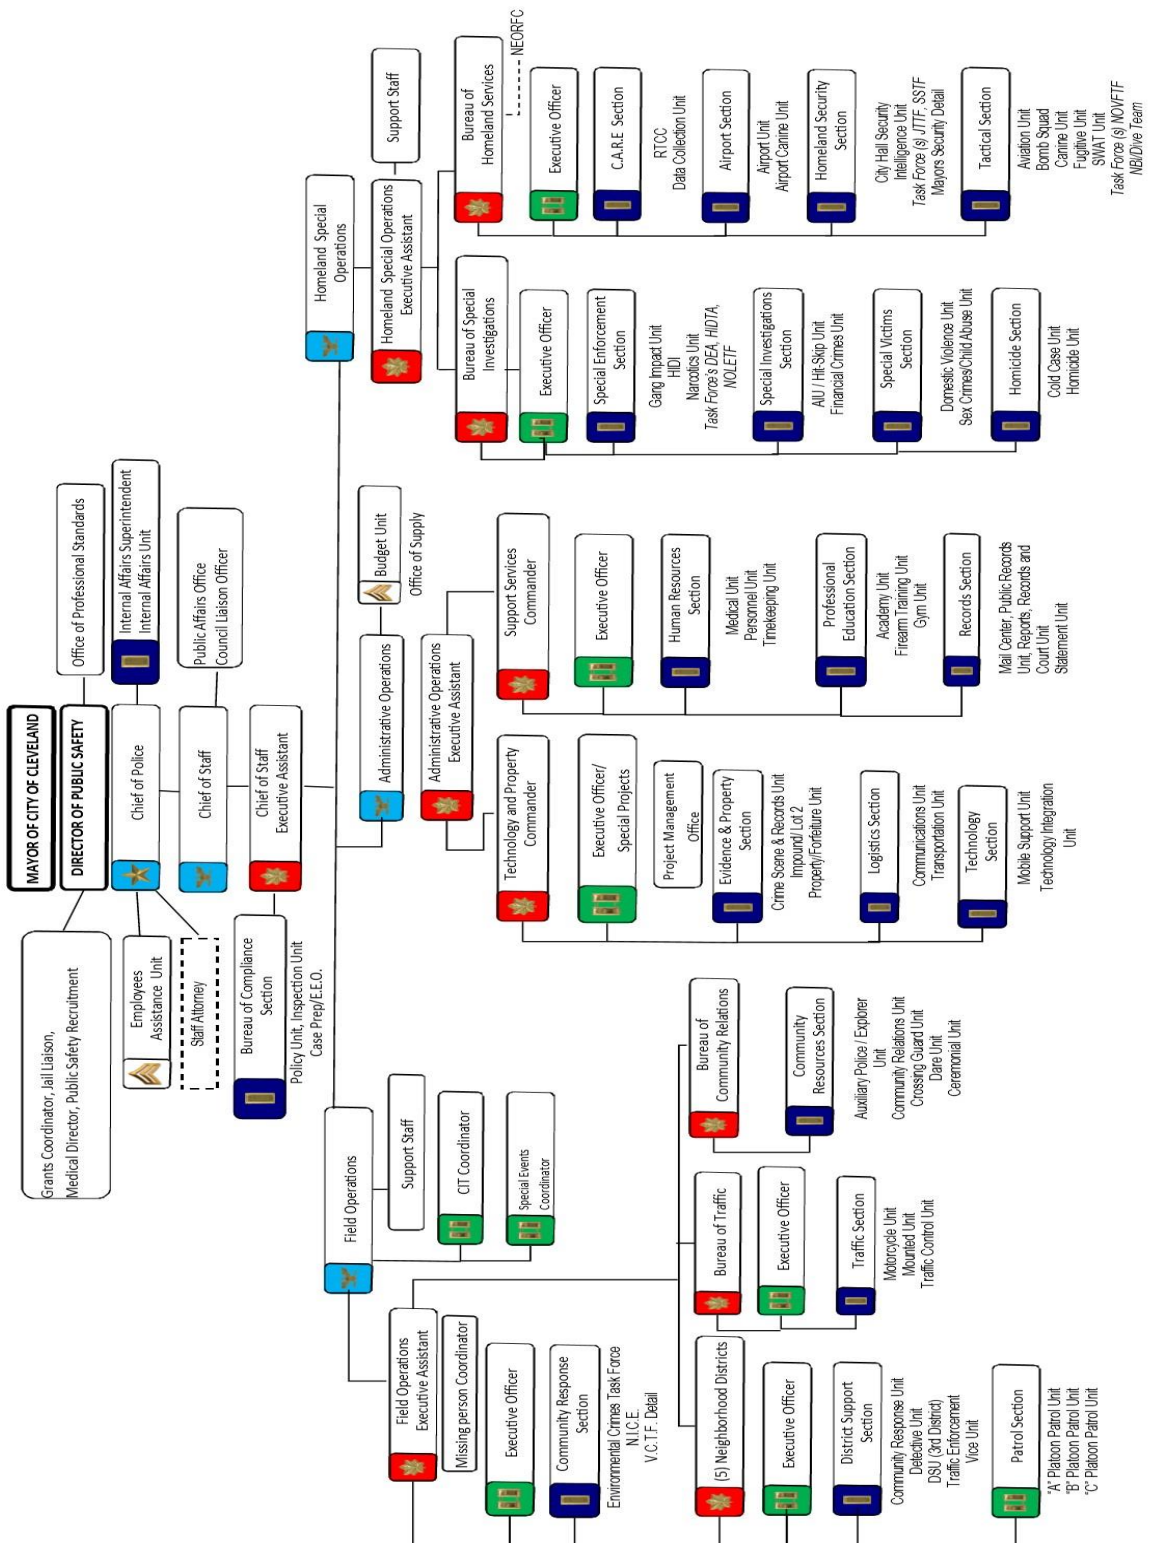 MAYOR OF CITY OF CLEVELAND
DIRECTOR OF PUBLIC SAFETY
Grants Coordinator, Jail Liaison,
Medical Director, Public Safety Recruitment
Office of Professional Standards
Chief of Police
Internal Affairs Superintendent
Internal Affairs Unit
Employees
Assistance Unit
Staff Attorney
Chief of Staff
Public Affairs Office
Council Liaison Officer
Chief of Staff
Executive Assistant
Bureau of Compliance
Section
Policy Unit, Inspection Unit
Case Prep/E.E.O.
Field Operations
Support Staff
CIT Coordinator
Special Events
Coordinator
Field Operations
Executive Assistant
Missing person Coordinator
Executive Officer
Community Response
Section
Environmental Crimes Task Force
N.I.C.E.
V.C.T.F. Detail
(5) Neighborhood Districts
Executive Officer
District Support
Section
Community Response Unit
Detective Unit
DSU (3rd District)
Traffic Enforcement
Vice Unit
Patrol Section
"A" Platoon Patrol Unit
"B" Platoon Patrol Unit
"C" Platoon Patrol Unit
Bureau of Traffic
Executive Officer
Traffic Section
Motorcycle Unit
Mounted Unit
Traffic Control Unit
Bureau of
Community Relations
Community
Resources Section
Auxiliary Police / Explorer
Unit
Community Relations Unit
Crossing Guard Unit
Dare Unit
Ceremonial Unit
Administrative Operations
Budget Unit
Office of Supply
Administrative Operations
Executive Assistant
Technology and Property
Commander
Executive Officer/
Special Projects
Project Management
Office
Evidence & Property
Section
Crime Scene & Records Unit
Impound/ Lot 2
Property/Forfeiture Unit
Logistics Section
Communications Unit
Transportation Unit
Technology
Section
Mobile Support Unit
Technology Integration
Unit
Support Services
Commander
Executive Officer
Human Resources
Section
Medical Unit
Personnel Unit
Timekeeping Unit
Professional
Education Section
Academy Unit
Firearm Training Unit
Gym Unit
Records Section
Mail Center, Public Records
Unit, Reports, Records and
Court Unit
Statement Unit
Homeland Special
Operations
Homeland Special Operations
Executive Assistant
Support Staff
Bureau of Special
Investigations
Executive Officer
Special Enforcement
Section
Gang Impact Unit
HIDI
Narcotics Unit
Task Force's DEA, HIDTA,
NOLETF
Special Investigations
Section
AIU / Hit-Skip Unit
Financial Crimes Unit
Special Victims
Section
Domestic Violence Unit
Sex Crimes/Child Abuse Unit
Homicide Section
Cold Case Unit
Homicide Unit
Bureau of
Homeland Services
NEORFC
Executive Officer
C.A.R.E Section
RTCC
Data Collection Unit
Airport Section
Airport Unit
Airport Canine Unit
Homeland Security
Section
City Hall Security
Intelligence Unit
Task Force (s) JTTF, SSTF
Mayors Security Detail
Tactical Section
Aviation Unit
Bomb Squad
Canine Unit
Fugitive Unit
SWAT Unit
Task Force (s) NOVFTF
NBI/Dive Team